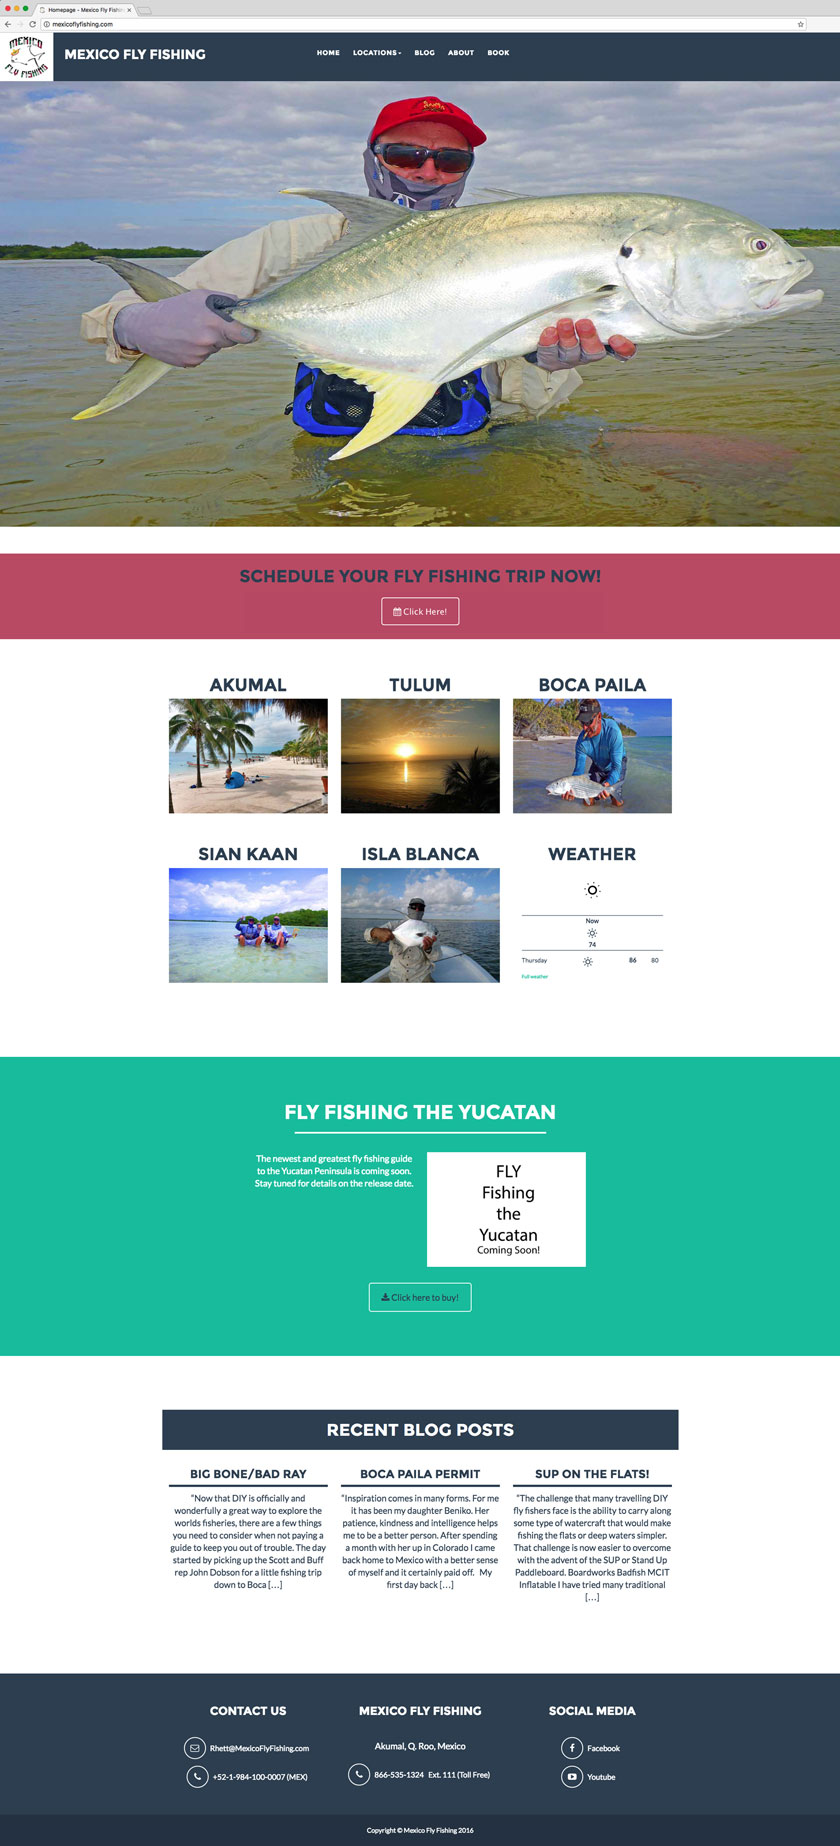 Homepage - Mexico Fly Fishin
mexicoflyfishing.com
MEXICO
FLY FISHING
MEXICO FLY FISHING
HOME LOCATIONS BLOG ABOUT BOOK
SCHEDULE YOUR FLY FISHING TRIP NOW!
Click Here!
AKUMAL
TULUM
BOCA PAILA
SIAN KAAN
ISLA BLANCA
WEATHER
Now
74
Thursday 86 80
Full weather
FLY FISHING THE YUCATAN
The newest and greatest fly fishing guide
to the Yucatan Peninsula is coming soon.
Stay tuned for details on the release date.
FLY
Fishing
the
Yucatan
Coming Soon!
Click here to buy!
RECENT BLOG POSTS
BIG BONE/BAD RAY
"Now that DIY is officially and
wonderfully a great way to explore the
worlds fisheries, there are a few things
you need to consider when not paying a
guide to keep you out of trouble. The day
started by picking up the Scott and Buff
rep John Dobson for a little fishing trip
down to Boca […]
BOCA PAILA PERMIT
"Inspiration comes in many forms. For me
it has been my daughter Beniko. Her
patience, kindness and intelligence helps
me to be a better person. After spending
a month with her up in Colorado I came
back home to Mexico with a better sense
of myself and it certainly paid off. My
first day back […]
SUP ON THE FLATS!
"The challenge that many travelling DIY
fly fishers face is the ability to carry along
some type of watercraft that would make
fishing the flats or deep waters simpler.
That challenge is now easier to overcome
with the advent of the SUP or Stand Up
Paddleboard. Boardworks Badfish MCIT
Inflatable I have tried many traditional
[…]
CONTACT US
Rhett@MexicoFlyFishing.com
+52-1-984-100-0007 (MEX)
MEXICO FLY FISHING
Akumal, Q. Roo, Mexico
866-535-1324 Ext. 111 (Toll Free)
SOCIAL MEDIA
Facebook
Youtube
Copyright © Mexico Fly Fishing 2016